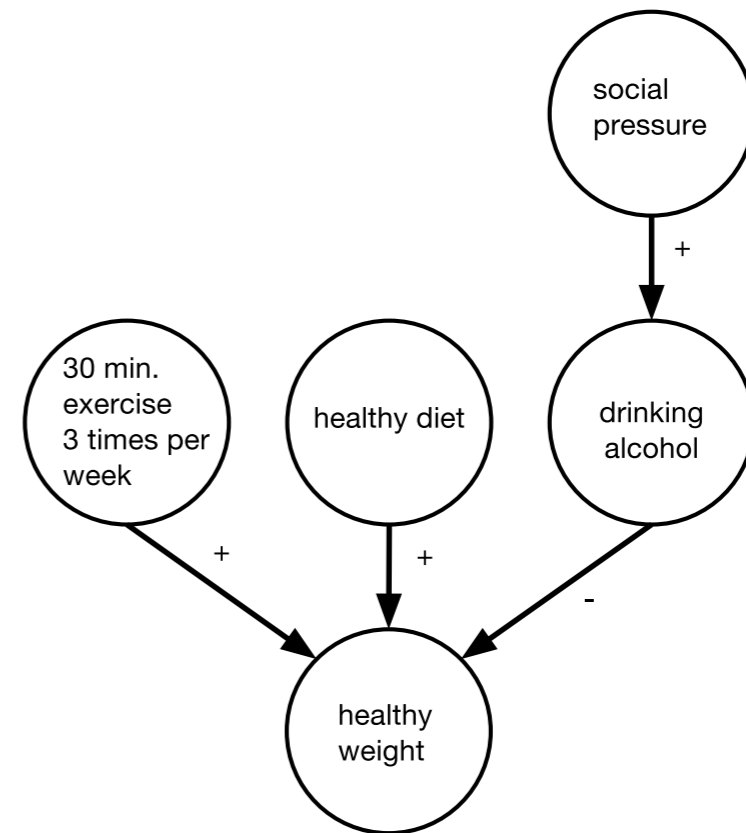 social
pressure
+
30 min.
exercise
3 times per
week
healthy diet
drinking
alcohol
+
+
-
healthy
weight